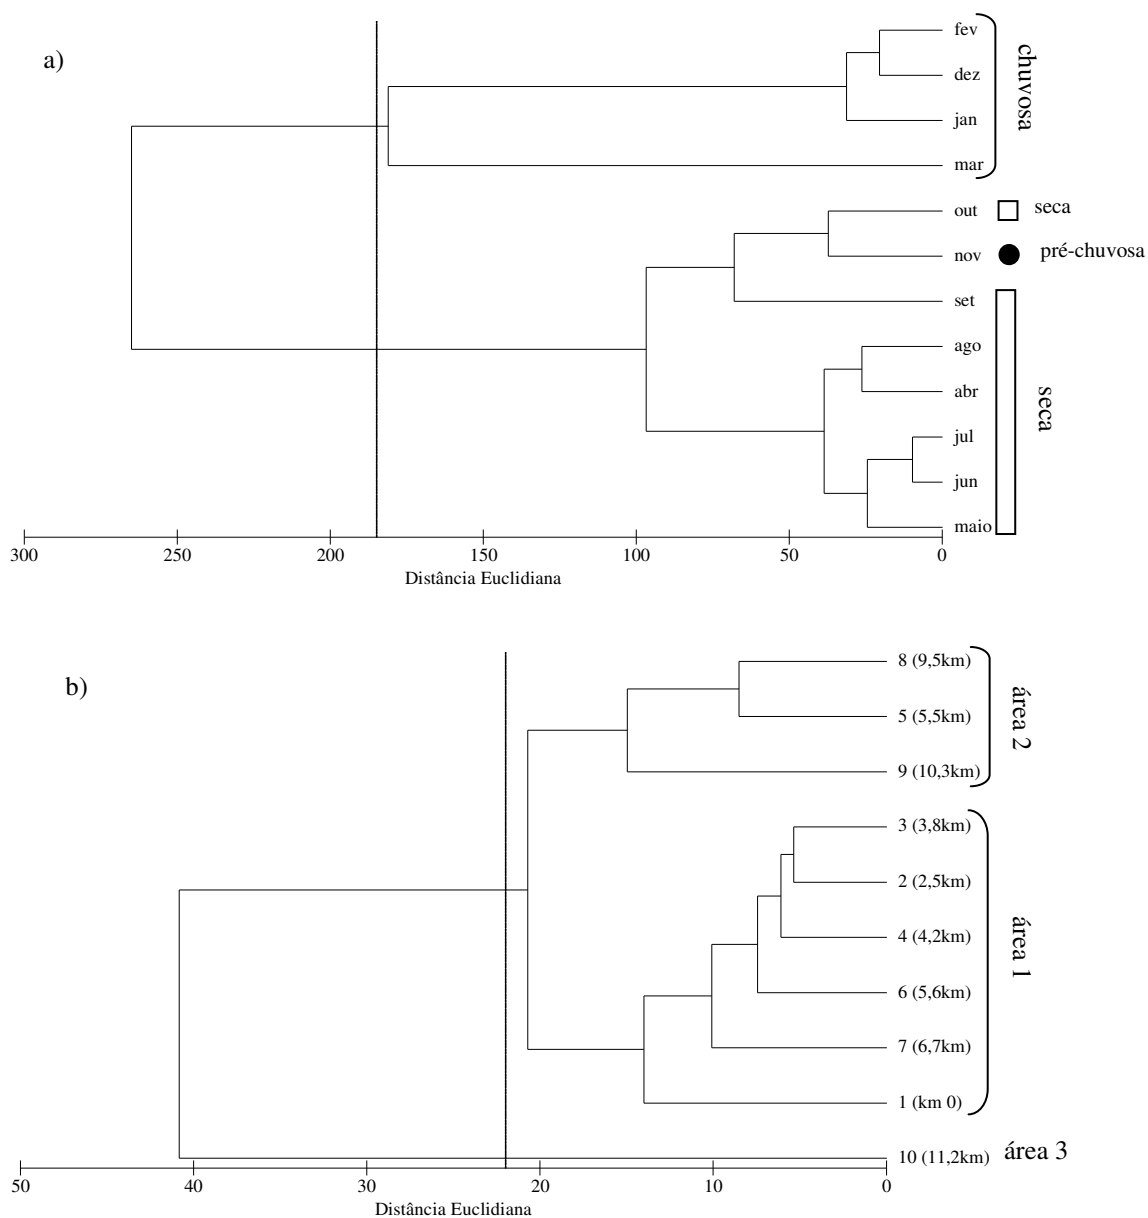 a)
fev
dez
jan
mar
chuvosa
out
seca
nov
pré-chuvosa
set
ago
abr
jul
jun
maio
seca
300 250 200 150 100 50 0
Distância Euclidiana
b)
8 (9,5km)
5 (5,5km)
9 (10,3km)
área 2
3 (3,8km)
2 (2,5km)
4 (4,2km)
6 (5,6km)
7 (6,7km)
1 (km 0)
área 1
10 (11,2km) área 3
50 40 30 20 10 0
Distância Euclidiana